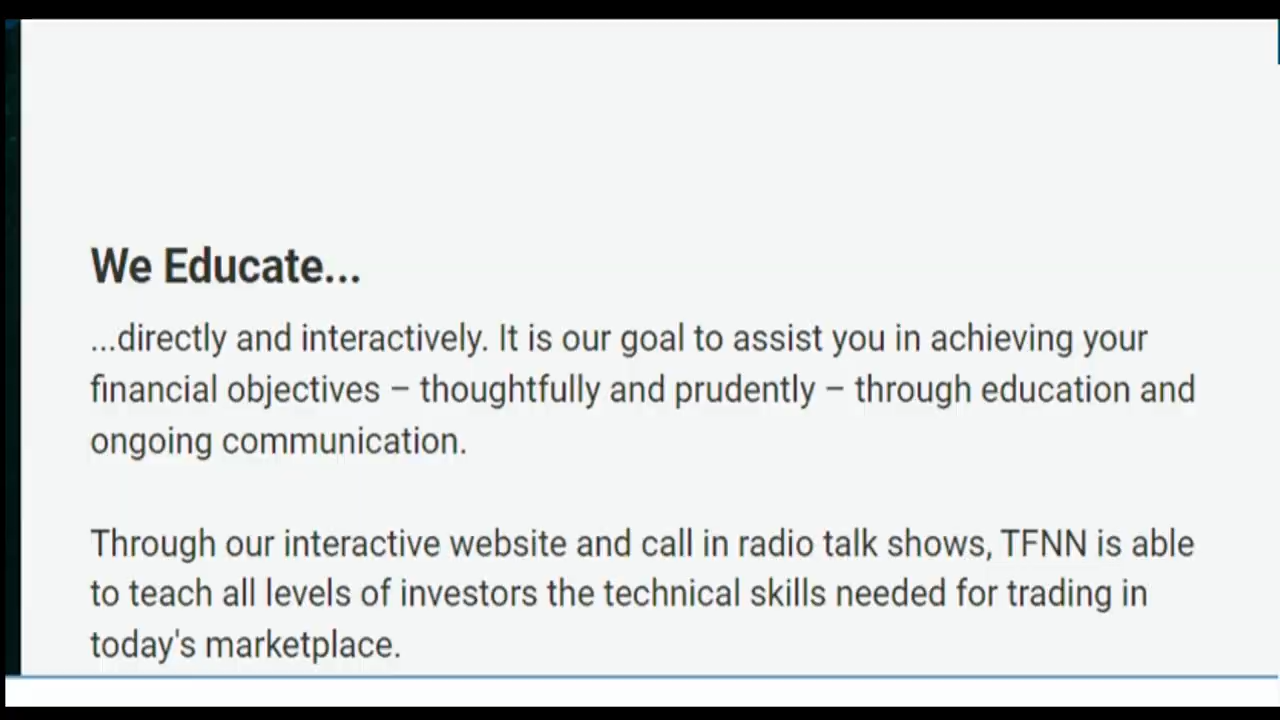 We Educate...
...directly and interactively. It is our goal to assist you in achieving your
financial objectives – thoughtfully and prudently – through education and
ongoing communication.
Through our interactive website and call in radio talk shows, TFNN is able
to teach all levels of investors the technical skills needed for trading in
today's marketplace.